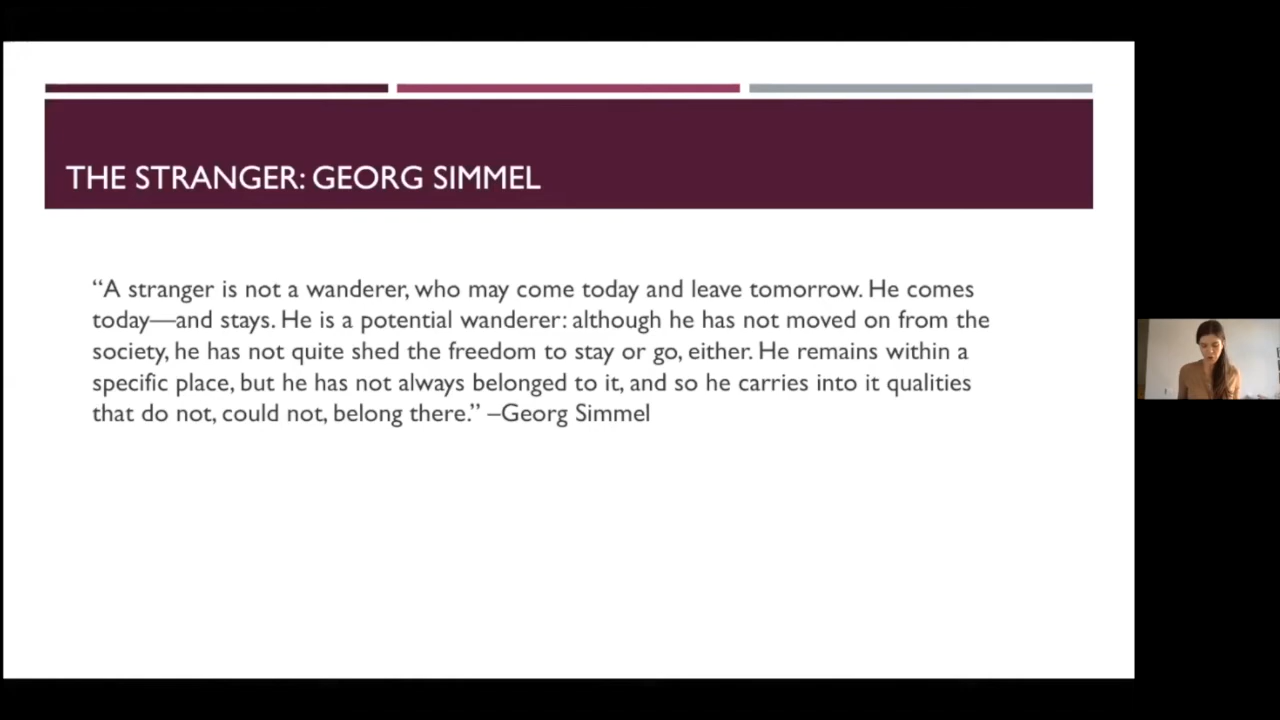 THE STRANGER: GEORG SIMMEL
“A stranger is not a wanderer, who may come today and leave tomorrow. He comes
today—and stays. He is a potential wanderer: although he has not moved on from the
society, he has not quite shed the freedom to stay or go, either. He remains within a
specific place, but he has not always belonged to it, and so he carries into it qualities
that do not, could not, belong there.” –Georg Simmel